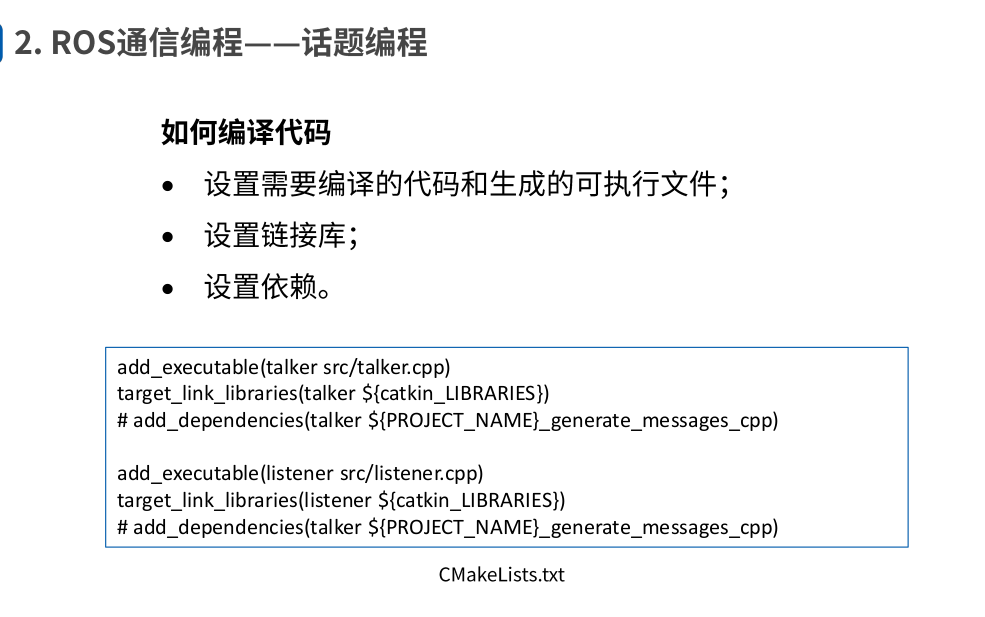 2. ROS通信编程——话题编程
如何编译代码
• 设置需要编译的代码和生成的可执行文件；
• 设置链接库；
• 设置依赖。
add_executable(talker src/talker.cpp)
target_link_libraries(talker ${catkin_LIBRARIES})
# add_dependencies(talker ${PROJECT_NAME}_generate_messages_cpp)
add_executable(listener src/listener.cpp)
target_link_libraries(listener ${catkin_LIBRARIES})
# add_dependencies(talker ${PROJECT_NAME}_generate_messages_cpp)
CMakeLists.txt